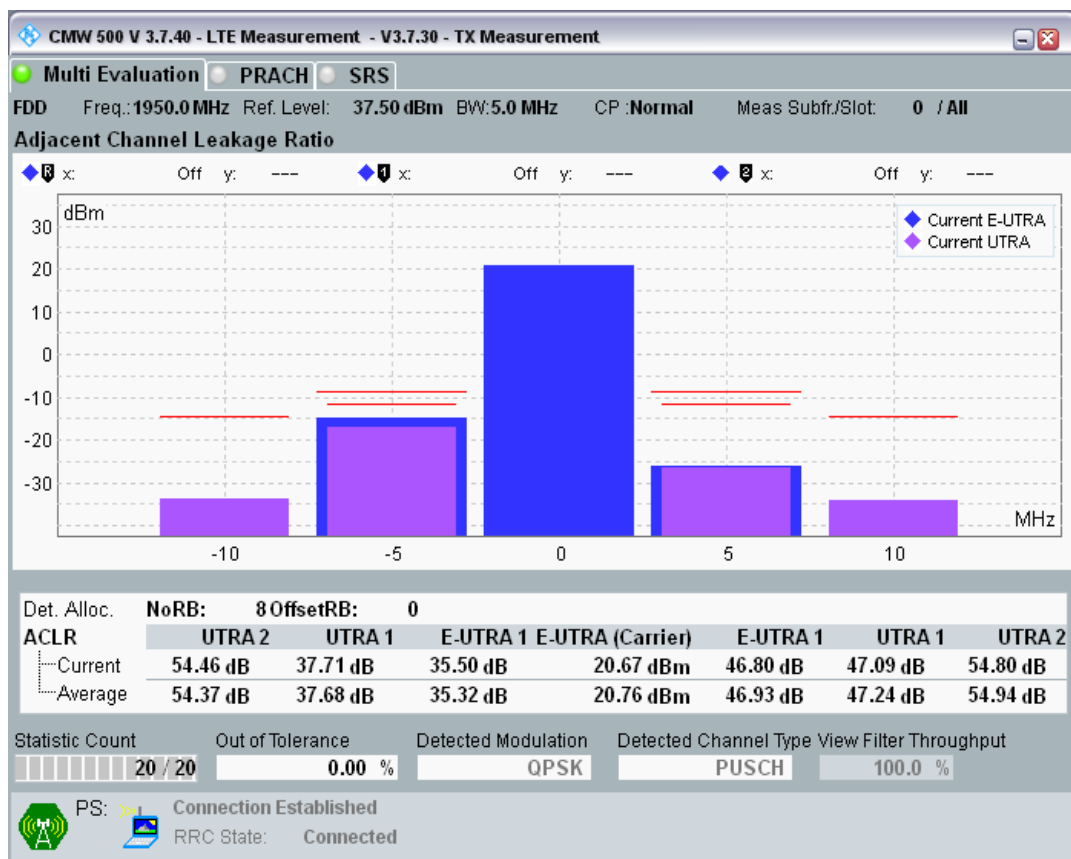 CMW 500 V 3.7.40 - LTE Measurement - V3.7.30 - TX Measurement
Multi Evaluation PRACH SRS
FDD Freq.: 1950.0 MHz Ref. Level: 37.50 dBm BW: 5.0 MHz CP : Normal Meas Subfr./Slot: 0 / All
Adjacent Channel Leakage Ratio
R x: Off y: --- 1 x: Off y: --- 2 x: Off y: ---
dBm
Current E-UTRA
Current UTRA
30
20
10
0
-10
-20
-30
MHz
-10 -5 0 5 10
Det. Alloc. NoRB: 8 OffsetRB: 0
ACLR UTRA 2 UTRA 1 E-UTRA 1 E-UTRA (Carrier) E-UTRA 1 UTRA 1 UTRA 2
Current 54.46 dB 37.71 dB 35.50 dB 20.67 dBm 46.80 dB 47.09 dB 54.80 dB
Average 54.37 dB 37.68 dB 35.32 dB 20.76 dBm 46.93 dB 47.24 dB 54.94 dB
Statistic Count Out of Tolerance Detected Modulation Detected Channel Type View Filter Throughput
20 / 20 0.00 % QPSK PUSCH 100.0 %
PS: Connection Established
RRC State: Connected